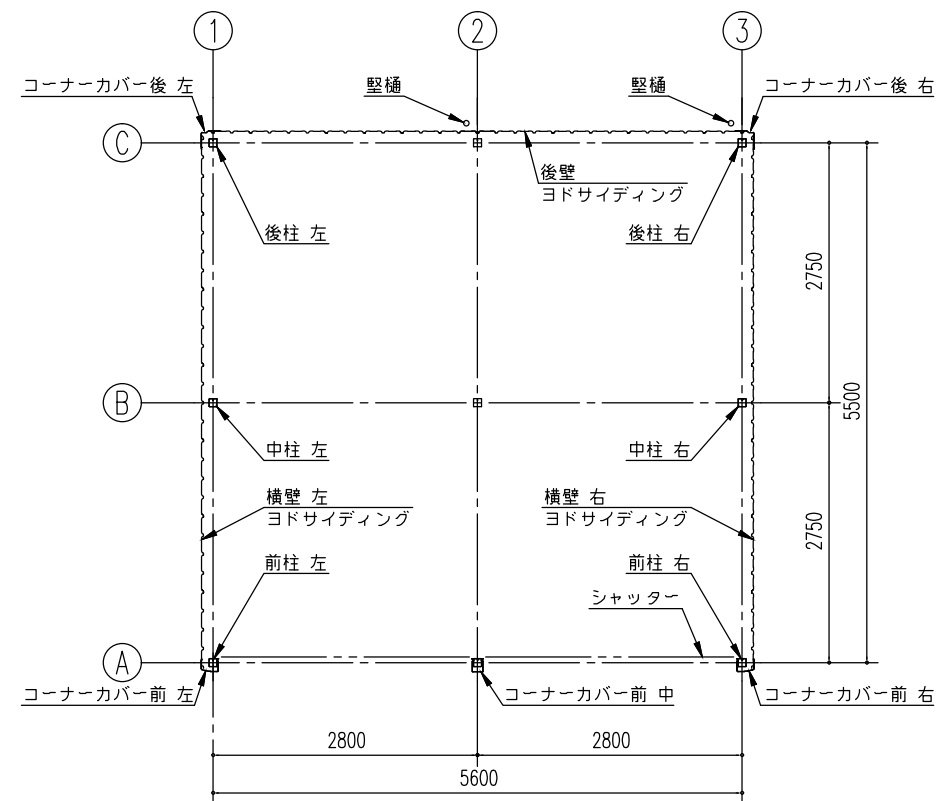 1
2
3
コーナーカバー後 左
堅樋
堅樋
コーナーカバー後 右
C
後壁
ヨドサイディング
後柱 左
後柱 右
2750
B
5500
中柱 左
中柱 右
横壁 左
ヨドサイディング
横壁 右
ヨドサイディング
2750
前柱 左
前柱 右
シャッター
A
コーナーカバー前 左
コーナーカバー前 中
コーナーカバー前 右
2800
2800
5600